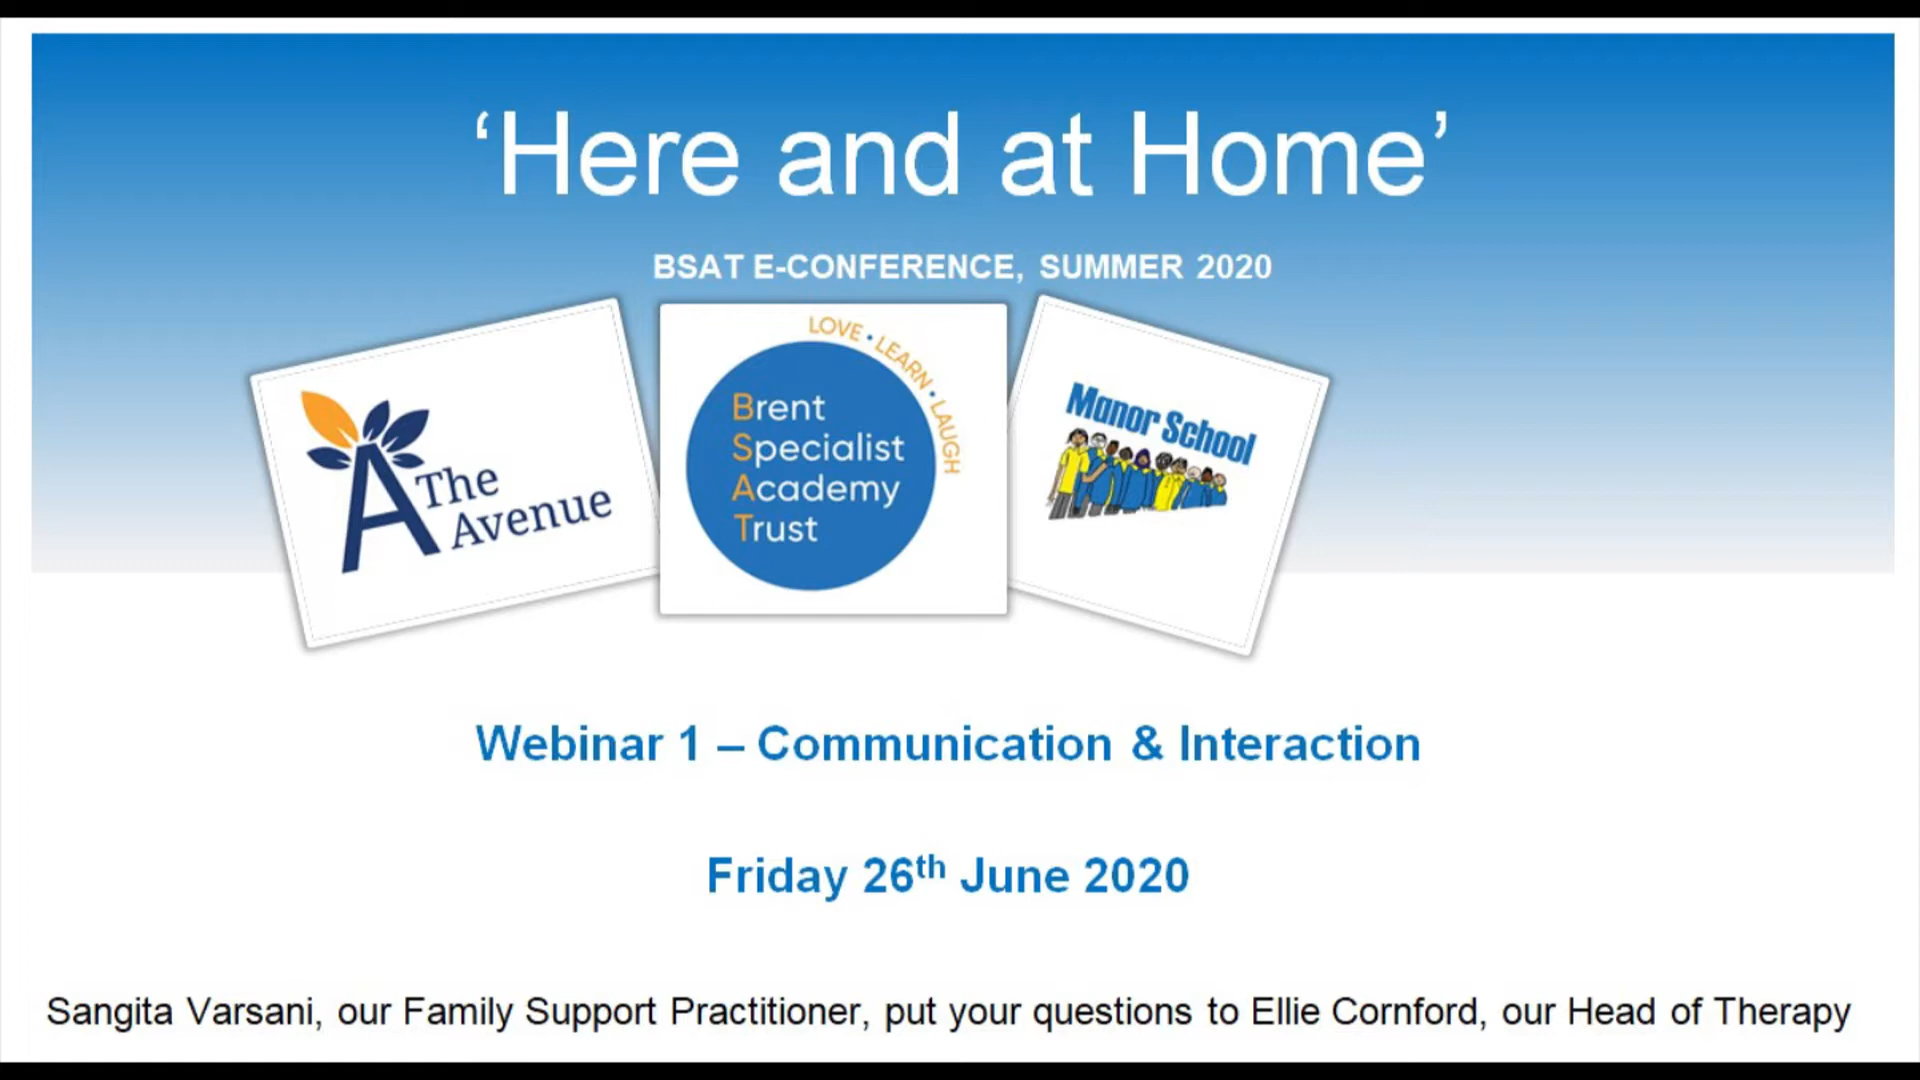 ‘Here and at Home’
BSAT E-CONFERENCE, SUMMER 2020
The
Avenue
LOVE • LEARN • LAUGH
Brent
Specialist
Academy
Trust
Manor School
Webinar 1 – Communication & Interaction
Friday 26th June 2020
Sangita Varsani, our Family Support Practitioner, put your questions to Ellie Cornford, our Head of Therapy